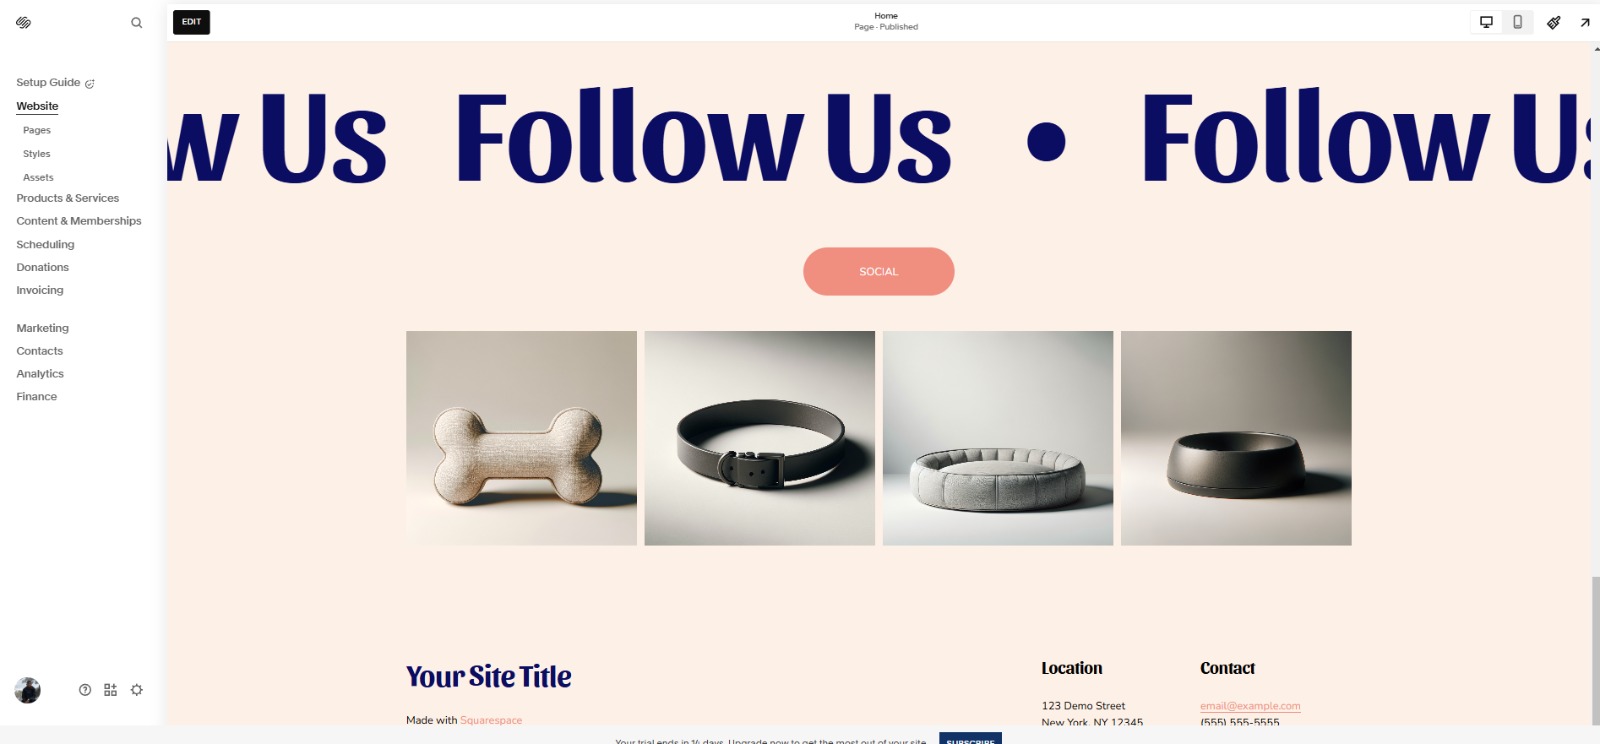 EDIT
Home
Page · Published
Setup Guide
Website
Pages
Styles
Assets
Products & Services
Content & Memberships
Scheduling
Donations
Invoicing
Marketing
Contacts
Analytics
Finance
w Us Follow Us • Follow Us
SOCIAL
Your Site Title
Made with Squarespace
Location
123 Demo Street
New York, NY 12345
Contact
email@example.com
(555) 555-5555
Your trial ends in 14 days. Upgrade now to get the most out of your site.
SUBSCRIBE